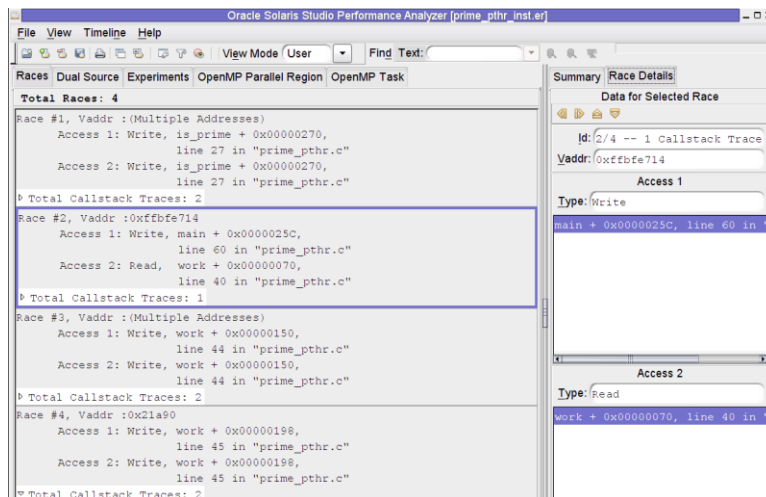 Oracle Solaris Studio Performance Analyzer [prime_pthr_inst.er]
File View Timeline Help
View Mode User Find Text:
Races Dual Source Experiments OpenMP Parallel Region OpenMP Task
Total Races: 4
Race #1, Vaddr :(Multiple Addresses)
Access 1: Write, is_prime + 0x00000270,
line 27 in "prime_pthr.c"
Access 2: Write, is_prime + 0x00000270,
line 27 in "prime_pthr.c"
Total Callstack Traces: 2
Race #2, Vaddr :0xffbfe714
Access 1: Write, main + 0x0000025C,
line 60 in "prime_pthr.c"
Access 2: Read, work + 0x00000070,
line 40 in "prime_pthr.c"
Total Callstack Traces: 1
Race #3, Vaddr :(Multiple Addresses)
Access 1: Write, work + 0x00000150,
line 44 in "prime_pthr.c"
Access 2: Write, work + 0x00000150,
line 44 in "prime_pthr.c"
Total Callstack Traces: 2
Race #4, Vaddr :0x21a90
Access 1: Write, work + 0x00000198,
line 45 in "prime_pthr.c"
Access 2: Write, work + 0x00000198,
line 45 in "prime_pthr.c"
Total Callstack Traces: 2
Summary Race Details
Data for Selected Race
Id: 2/4 -- 1 Callstack Trace
Vaddr: 0xffbfe714
Access 1
Type: Write
main + 0x0000025C, line 60 in "
Access 2
Type: Read
work + 0x00000070, line 40 in "